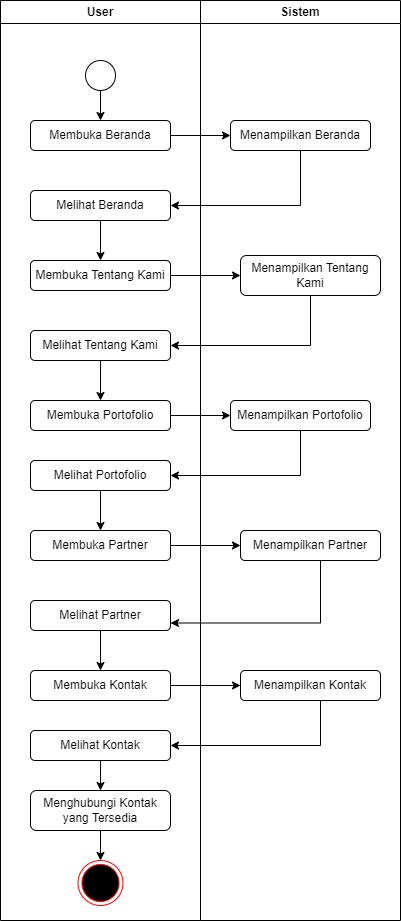 User
Sistem
Membuka Beranda
Menampilkan Beranda
Melihat Beranda
Membuka Tentang Kami
Menampilkan Tentang
Kami
Melihat Tentang Kami
Membuka Portofolio
Menampilkan Portofolio
Melihat Portofolio
Membuka Partner
Menampilkan Partner
Melihat Partner
Membuka Kontak
Menampilkan Kontak
Melihat Kontak
Menghubungi Kontak
yang Tersedia